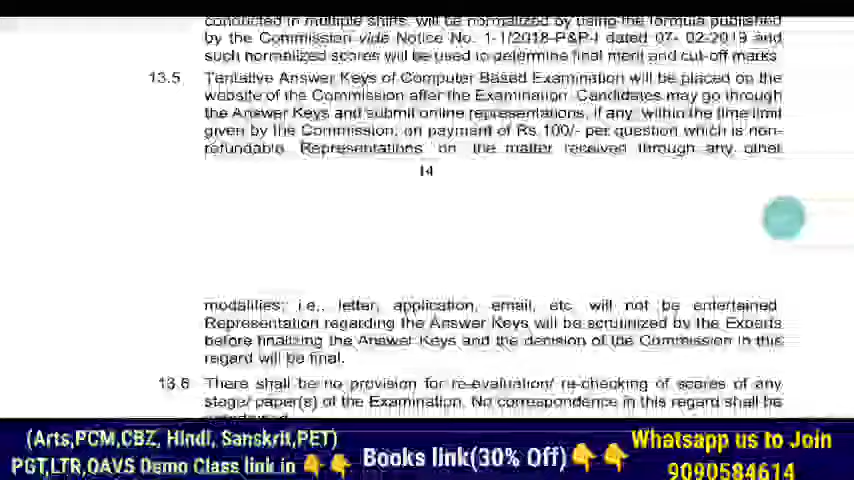 conducted in multiple shifts, will be normalized by using the formula published
by the Commission vide Notice No. 1-1/2018-P&P-I dated 07- 02-2019 and
such normalized scores will be used to determine final merit and cut-off marks.
13.5 Tentative Answer Keys of Computer Based Examination will be placed on the
website of the Commission after the Examination. Candidates may go through
the Answer Keys and submit online representations, if any, within the time limit
given by the Commission, on payment of Rs 100/- per question which is non-
refundable. Representations on the matter received through any other
14
modalities, i.e., letter, application, email, etc. will not be entertained.
Representation regarding the Answer Keys will be scrutinized by the Experts
before finalizing the Answer Keys and the decision of the Commission in this
regard will be final.
13.6 There shall be no provision for re-evaluation/ re-checking of scores of any
stage/ paper(s) of the Examination. No correspondence in this regard shall be
(Arts,PCM,CBZ, Hindi, Sanskrit,PET)
PGT,LTR,OAVS Demo Class link in 👇👇
Books link(30% Off)👇👇
Whatsapp us to Join
9090584614